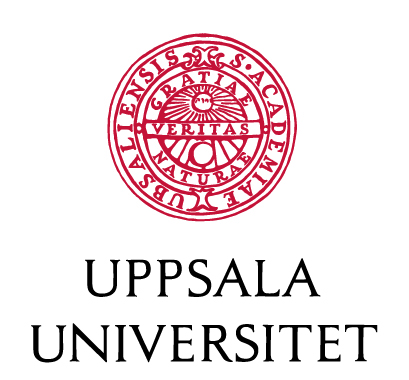 S·ACADEMIAE UBSALIENSIS
GRATIAE
VERITAS
NATURAE
UPPSALA
UNIVERSITET